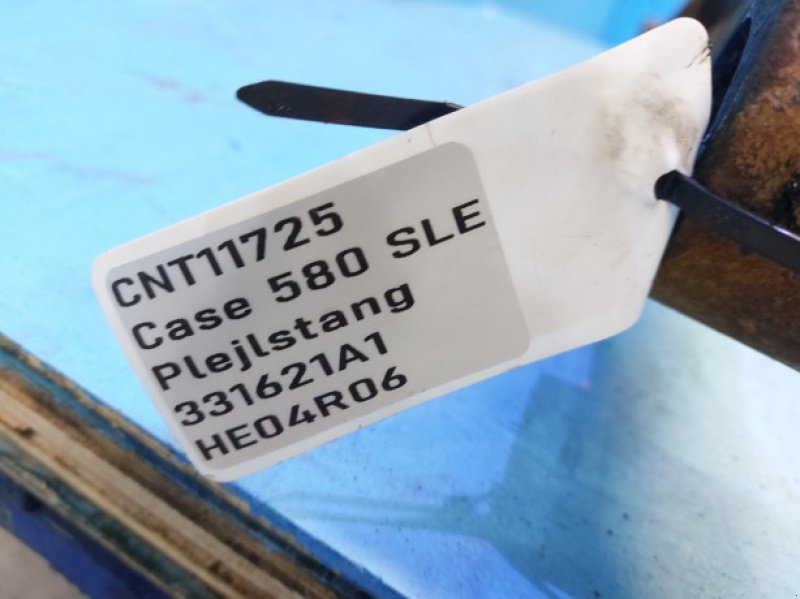 CNT11725
Case 580 SLE
Plejlstang
331621A1
HE04R06